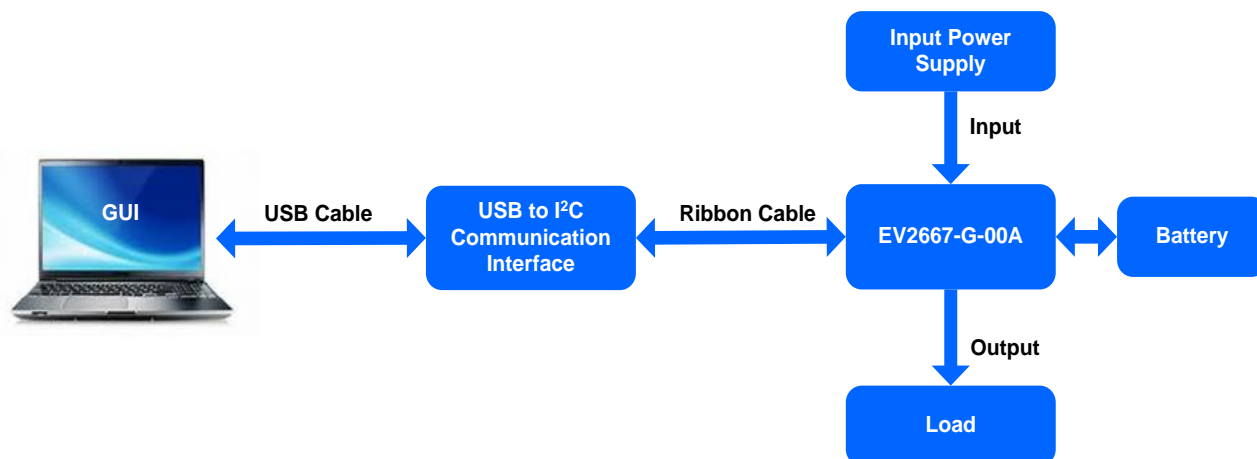 Input Power
Supply
Input
GUI
USB Cable
USB to I²C
Communication
Interface
Ribbon Cable
EV2667-G-00A
Battery
Output
Load